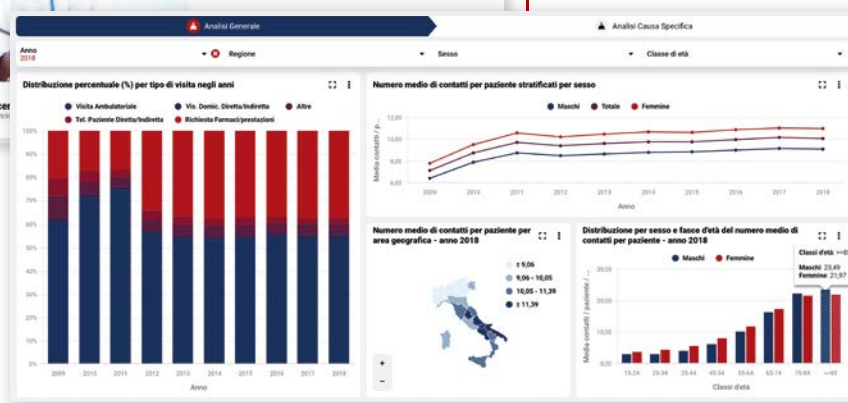 Analisi Generale
Analisi Causa Specifica
Anno
2018
Regione
Sesso
Classe di età
Distribuzione percentuale (%) per tipo di visita negli anni
Visita Ambulatoriale
Vis. Domic. Diretta/Indiretta
Altre
Tel. Paziente Diretta/Indiretta
Richiesta Farmaci/prestazioni
100%
90%
80%
70%
60%
50%
40%
30%
20%
10%
0%
2009 2010 2011 2012 2013 2014 2015 2016 2017 2018
Anno
Numero medio di contatti per paziente stratificati per sesso
Maschi Totale Femmine
Media contatti / p...
12,00
10,00
8,00
6,00
2009 2010 2011 2012 2013 2014 2015 2016 2017 2018
Anno
Numero medio di contatti per paziente per
area geografica - anno 2018
≤ 9,06
9,06 - 10,05
10,05 - 11,39
≥ 11,39
+
−
Distribuzione per sesso e fasce d'età del numero medio di
contatti per paziente - anno 2018
Maschi Femmine
Classi d'età: >=85
Maschi: 23,49
Femmine: 21,97
Media contatti / paziente / ...
30,00
20,00
10,00
0,00
15-24 25-34 35-44 45-54 55-64 65-74 75-84 >=85
Classi d'età